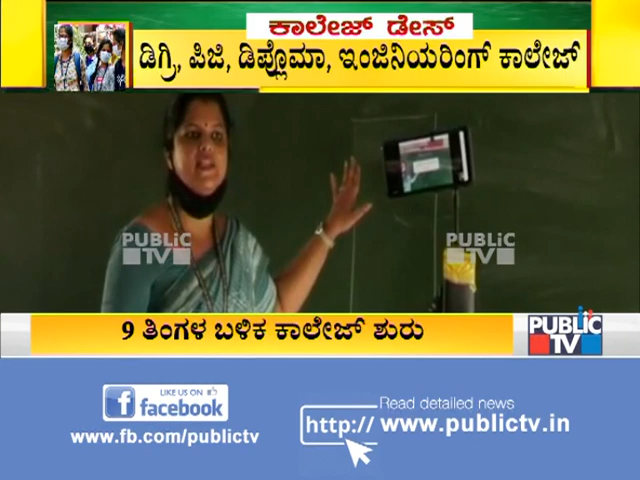 ಕಾಲೇಜ್ ಡೇಸ್
ಡಿಗ್ರಿ, ಪಿಜಿ, ಡಿಪ್ಲೊಮಾ, ಇಂಜಿನಿಯರಿಂಗ್ ಕಾಲೇಜ್
PUBLiC TV
PUBLiC TV
9 ತಿಂಗಳ ಬಳಿಕ ಕಾಲೇಜ್ ಶುರು
PUBLiC TV
LIKE US ON
facebook
www.fb.com/publictv
Read detailed news
http:// www.publictv.in